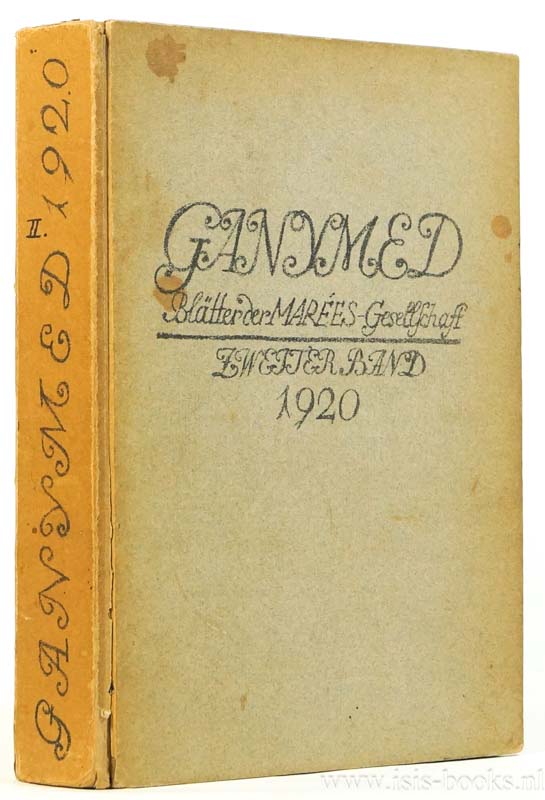 GANYMED
Blätter der MARÉES-Gesellschaft
ZWEITER BAND
1920
GANYMED II. 1920
www.isis-books.nl